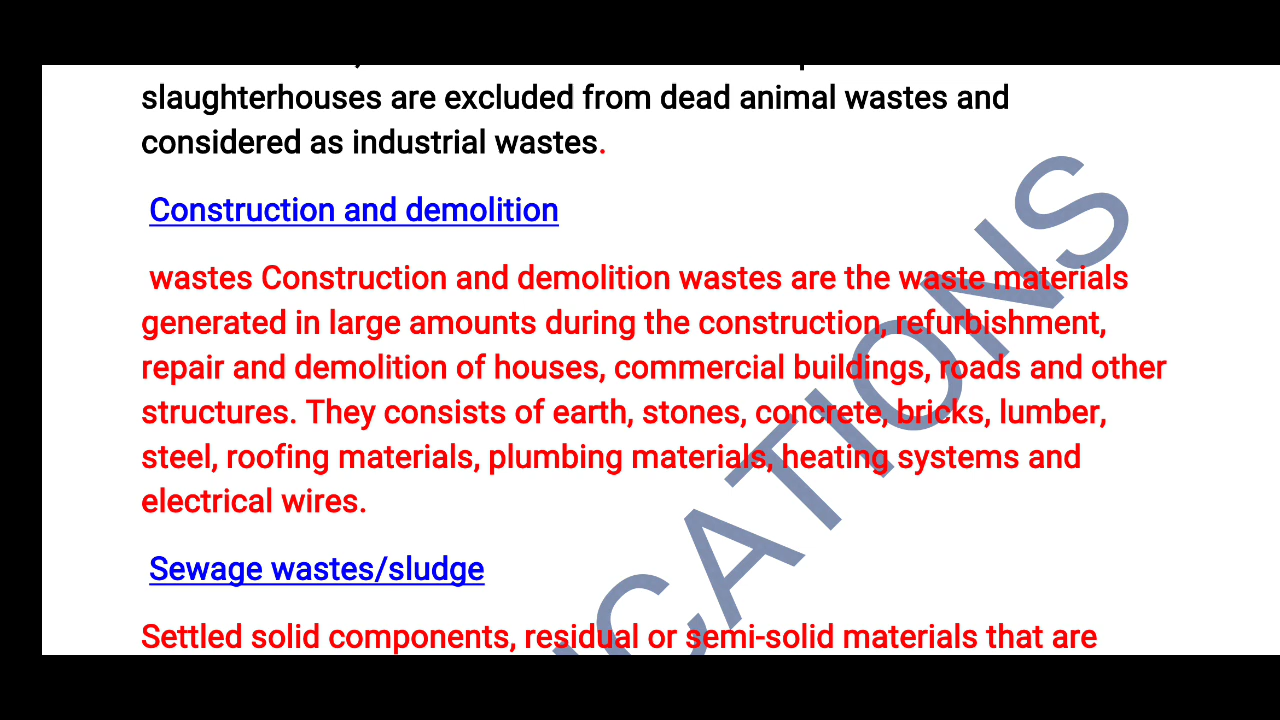 slaughterhouses are excluded from dead animal wastes and
considered as industrial wastes.
Construction and demolition
wastes Construction and demolition wastes are the waste materials
generated in large amounts during the construction, refurbishment,
repair and demolition of houses, commercial buildings, roads and other
structures. They consists of earth, stones, concrete, bricks, lumber,
steel, roofing materials, plumbing materials, heating systems and
electrical wires.
Sewage wastes/sludge
Settled solid components, residual or semi-solid materials that are
ICATIONS